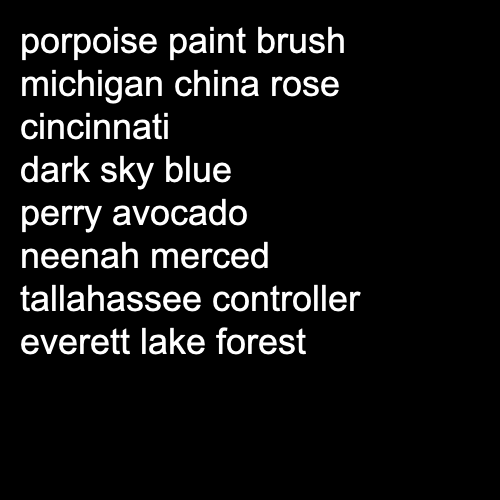 porpoise paint brush
michigan china rose
cincinnati
dark sky blue
perry avocado
neenah merced
tallahassee controller
everett lake forest